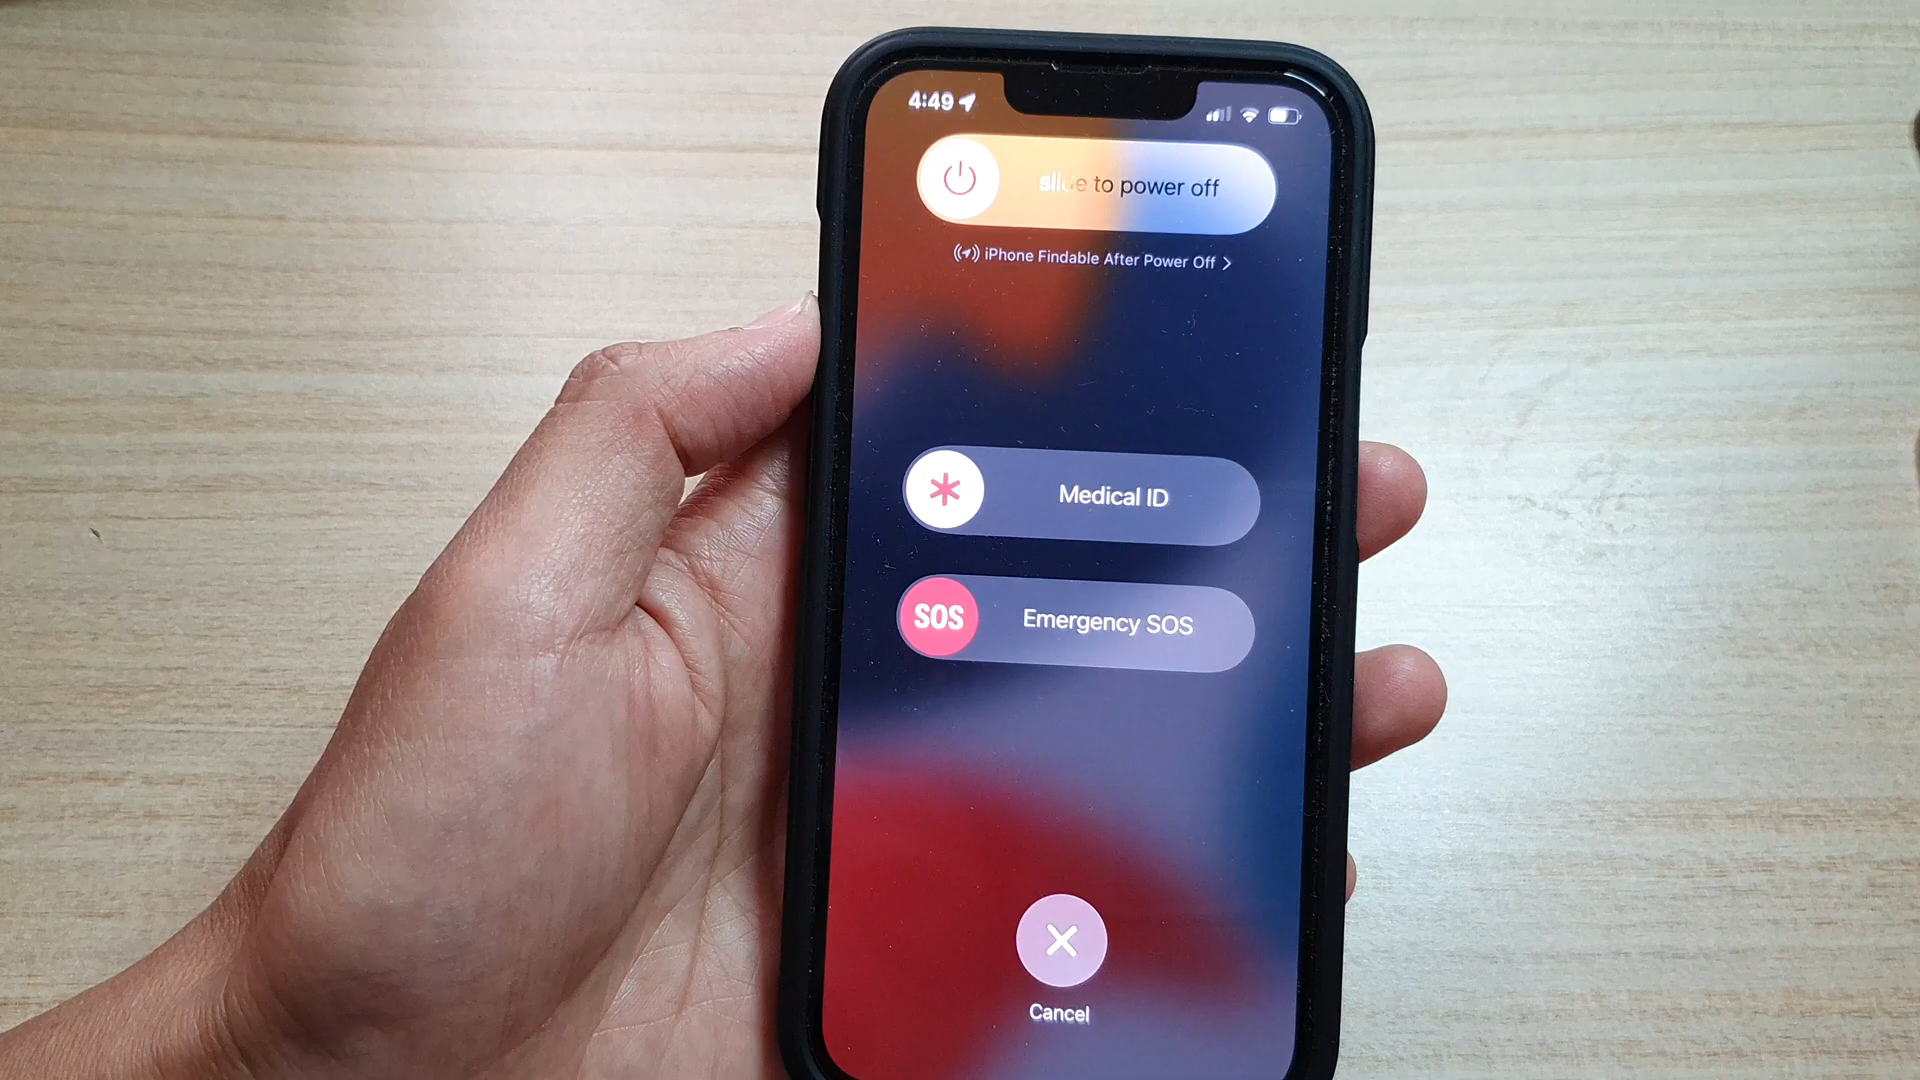 4:49
slide to power off
iPhone Findable After Power Off
Medical ID
SOS Emergency SOS
Cancel